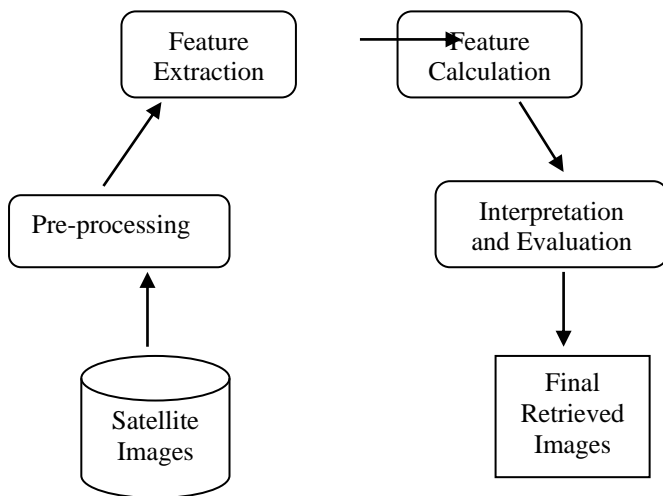 Feature
Extraction
Feature
Calculation
Pre-processing
Interpretation
and Evaluation
Satellite
Images
Final
Retrieved
Images